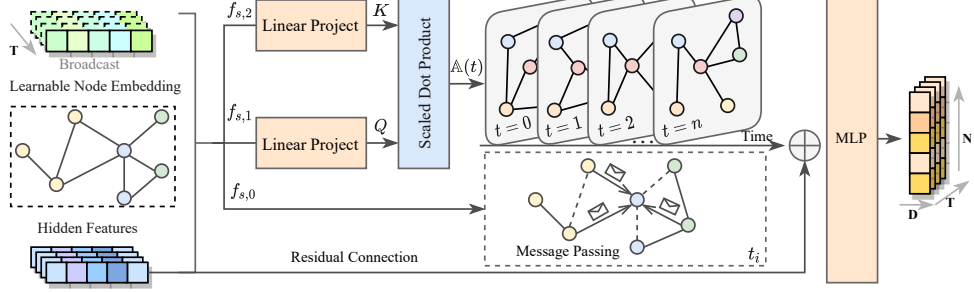 T
Broadcast
Learnable Node Embedding
Hidden Features
f_{s,2}
f_{s,1}
f_{s,0}
Linear Project
K
Linear Project
Q
Scaled Dot Product
𝔸(t)
t = 0
t = 1
t = 2
t = n
...
Time
Message Passing
t_i
Residual Connection
MLP
N
T
D